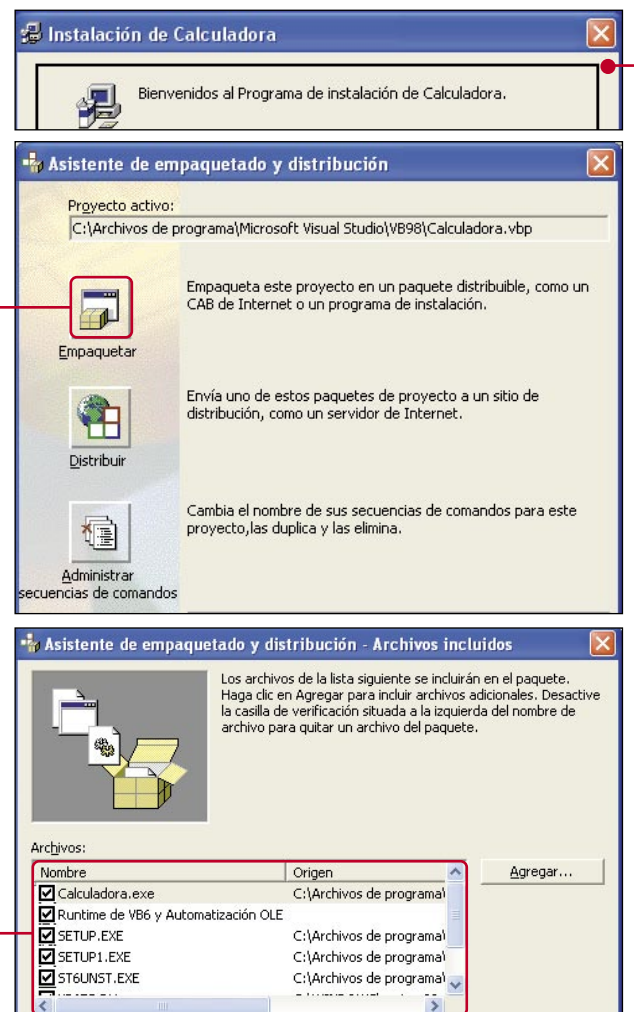 Instalación de Calculadora
Bienvenidos al Programa de instalación de Calculadora.
Asistente de empaquetado y distribución
Proyecto activo:
C:\Archivos de programa\Microsoft Visual Studio\VB98\Calculadora.vbp
Empaqueta este proyecto en un paquete distribuible, como un
CAB de Internet o un programa de instalación.
Empaquetar
Envía uno de estos paquetes de proyecto a un sitio de
distribución, como un servidor de Internet.
Distribuir
Cambia el nombre de sus secuencias de comandos para este
proyecto,las duplica y las elimina.
Administrar
secuencias de comandos
Asistente de empaquetado y distribución - Archivos incluidos
Los archivos de la lista siguiente se incluirán en el paquete.
Haga clic en Agregar para incluir archivos adicionales. Desactive
la casilla de verificación situada a la izquierda del nombre de
archivo para quitar un archivo del paquete.
Archivos:
Nombre Origen
Agregar...
Calculadora.exe C:\Archivos de programa\
Runtime de VB6 y Automatización OLE
SETUP.EXE C:\Archivos de programa\
SETUP1.EXE C:\Archivos de programa\
ST6UNST.EXE C:\Archivos de programa\